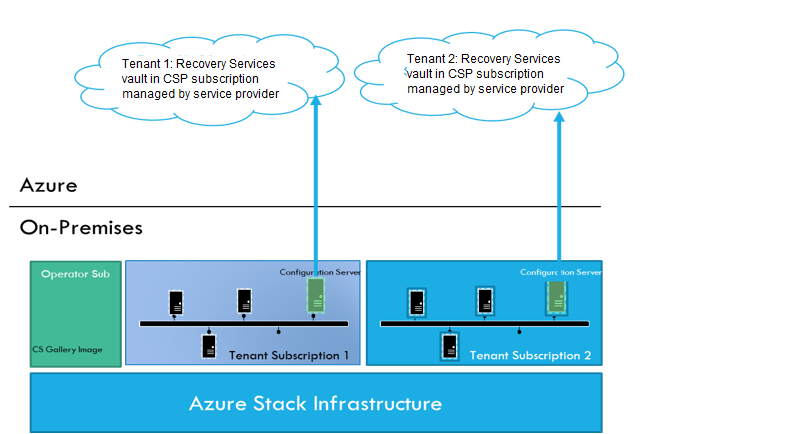 Tenant 1: Recovery Services
vault in CSP subscription
managed by service provider
Tenant 2: Recovery Services
vault in CSP subscription
managed by service provider
Azure
On-Premises
Operator Sub
CS Gallery Image
Configuration Server
Tenant Subscription 1
Configuration Server
Tenant Subscription 2
Azure Stack Infrastructure